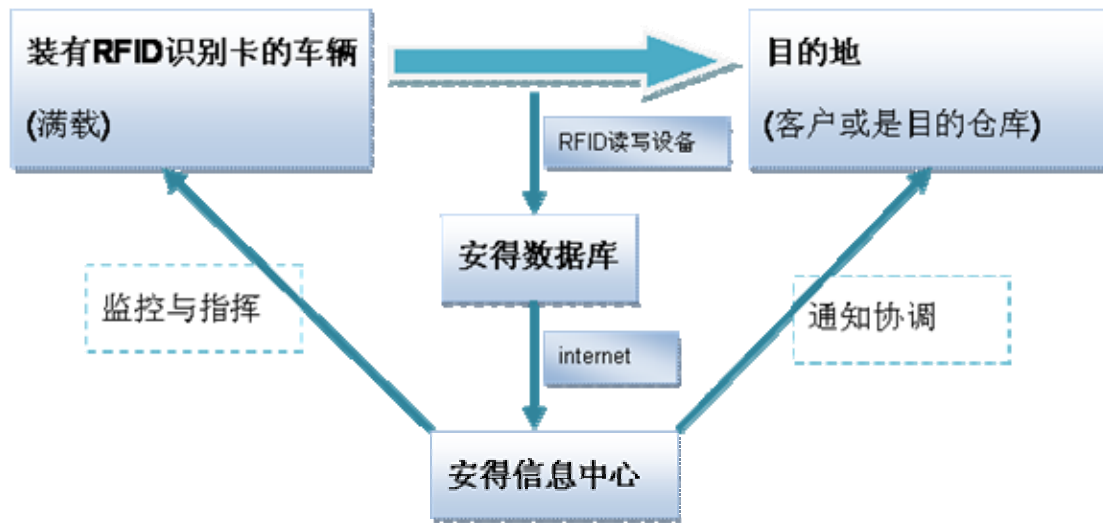 装有RFID识别卡的车辆
(满载)
目的地
(客户或是目的仓库)
RFID读写设备
安得数据库
监控与指挥
通知协调
internet
安得信息中心